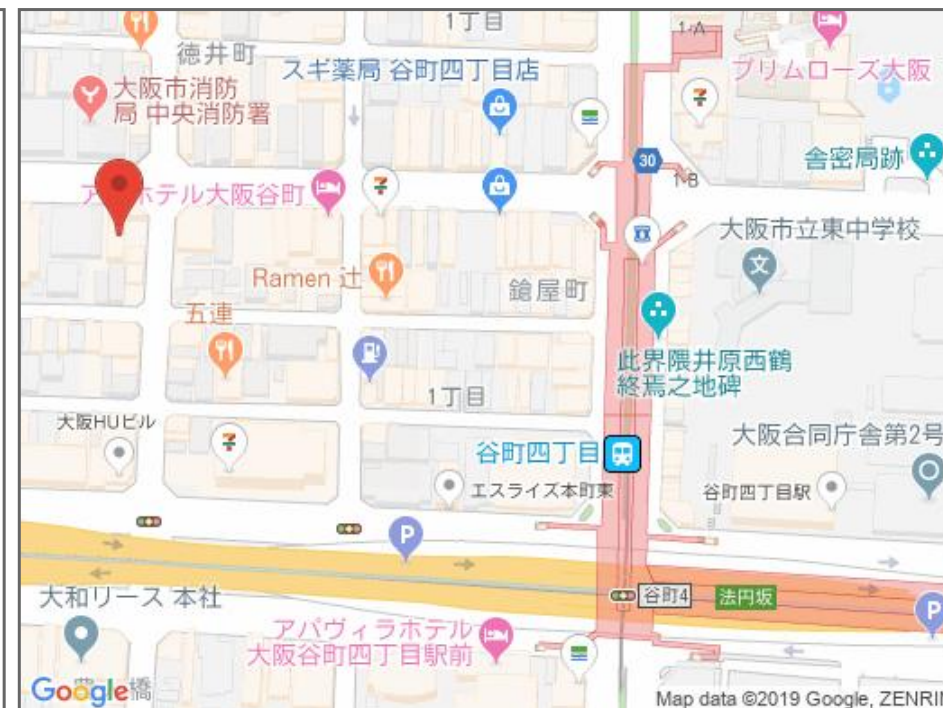 1丁目
1-A
徳井町
プリムローズ大阪
スギ薬局 谷町四丁目店
大阪市消防
局 中央消防署
30
舎密局跡
1-B
ホテル大阪谷町
大阪市立東中学校
文
Ramen 辻
鎗屋町
五連
此界隈井原西鶴
終焉之地碑
1丁目
大阪HUビル
大阪合同庁舎第2号
谷町四丁目
エスライズ本町東
谷町四丁目駅
P
谷町4
法円坂
大和リース 本社
P
アパヴィラホテル
大阪谷町四丁目駅前
Google
橋
Map data ©2019 Google, ZENRIN